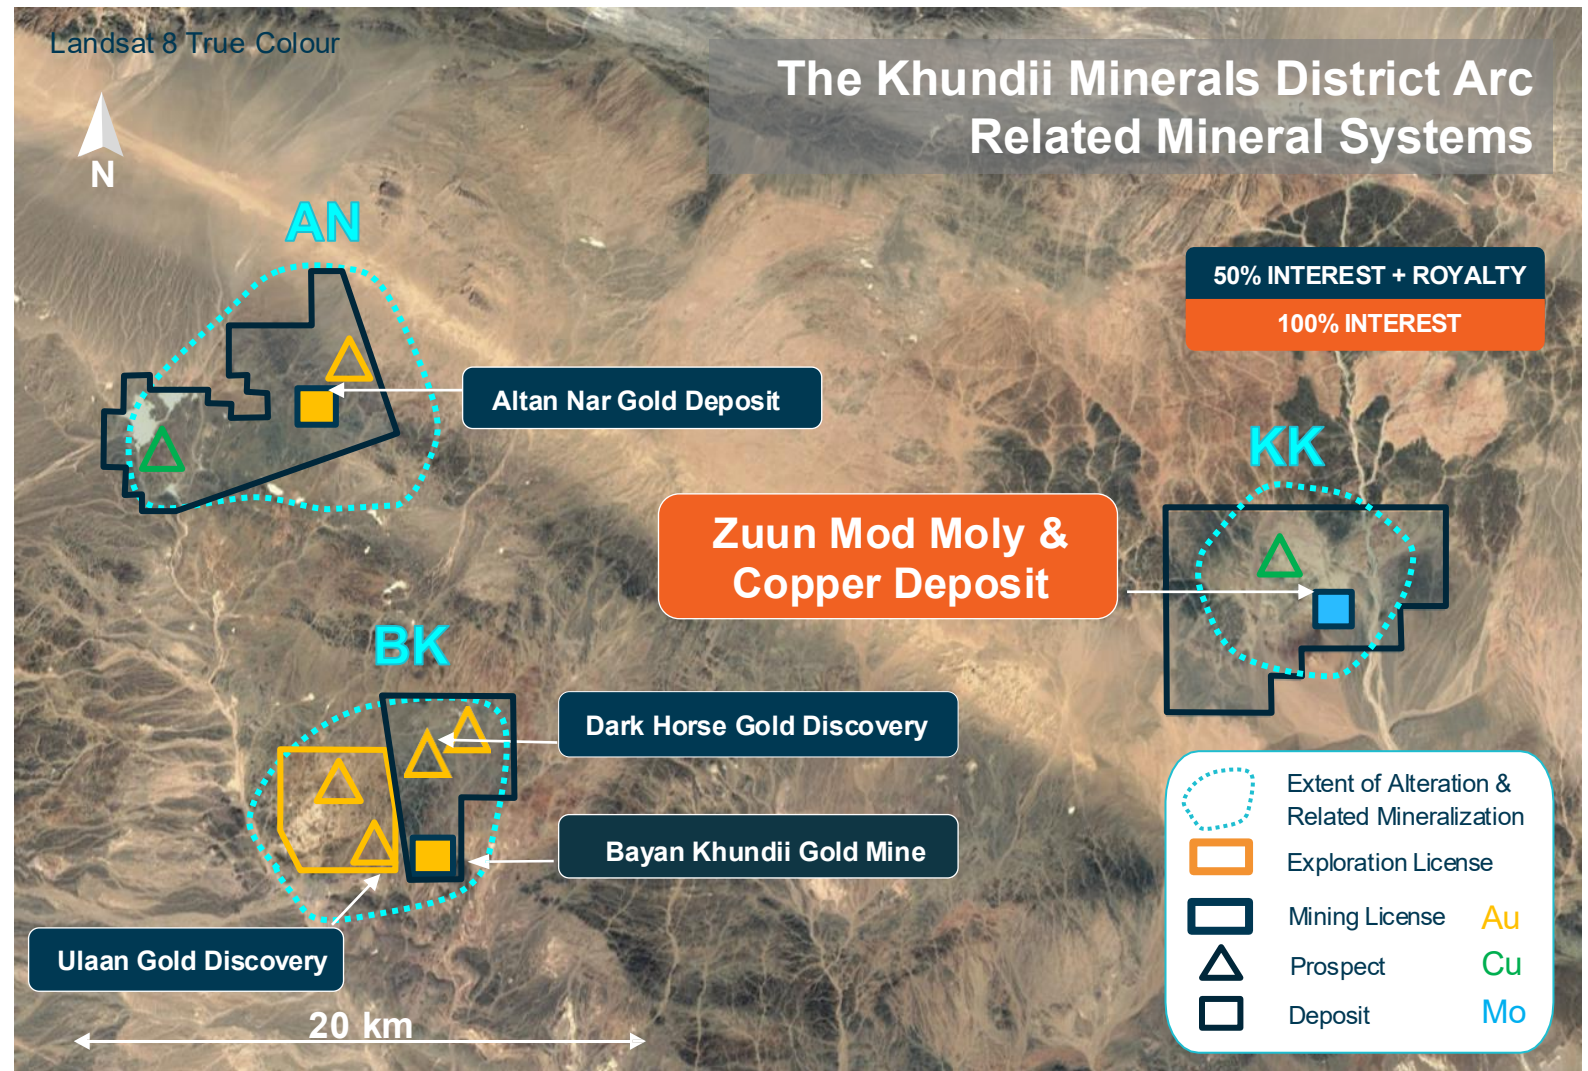 Landsat 8 True Colour
The Khundii Minerals District Arc
Related Mineral Systems
N
AN
50% INTEREST + ROYALTY
100% INTEREST
Altan Nar Gold Deposit
KK
Zuun Mod Moly &
Copper Deposit
BK
Dark Horse Gold Discovery
Bayan Khundii Gold Mine
Ulaan Gold Discovery
20 km
Extent of Alteration &
Related Mineralization
Exploration License
Mining License
Au
Prospect
Cu
Deposit
Mo